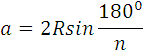 a = 2Rsin 180⁰/n